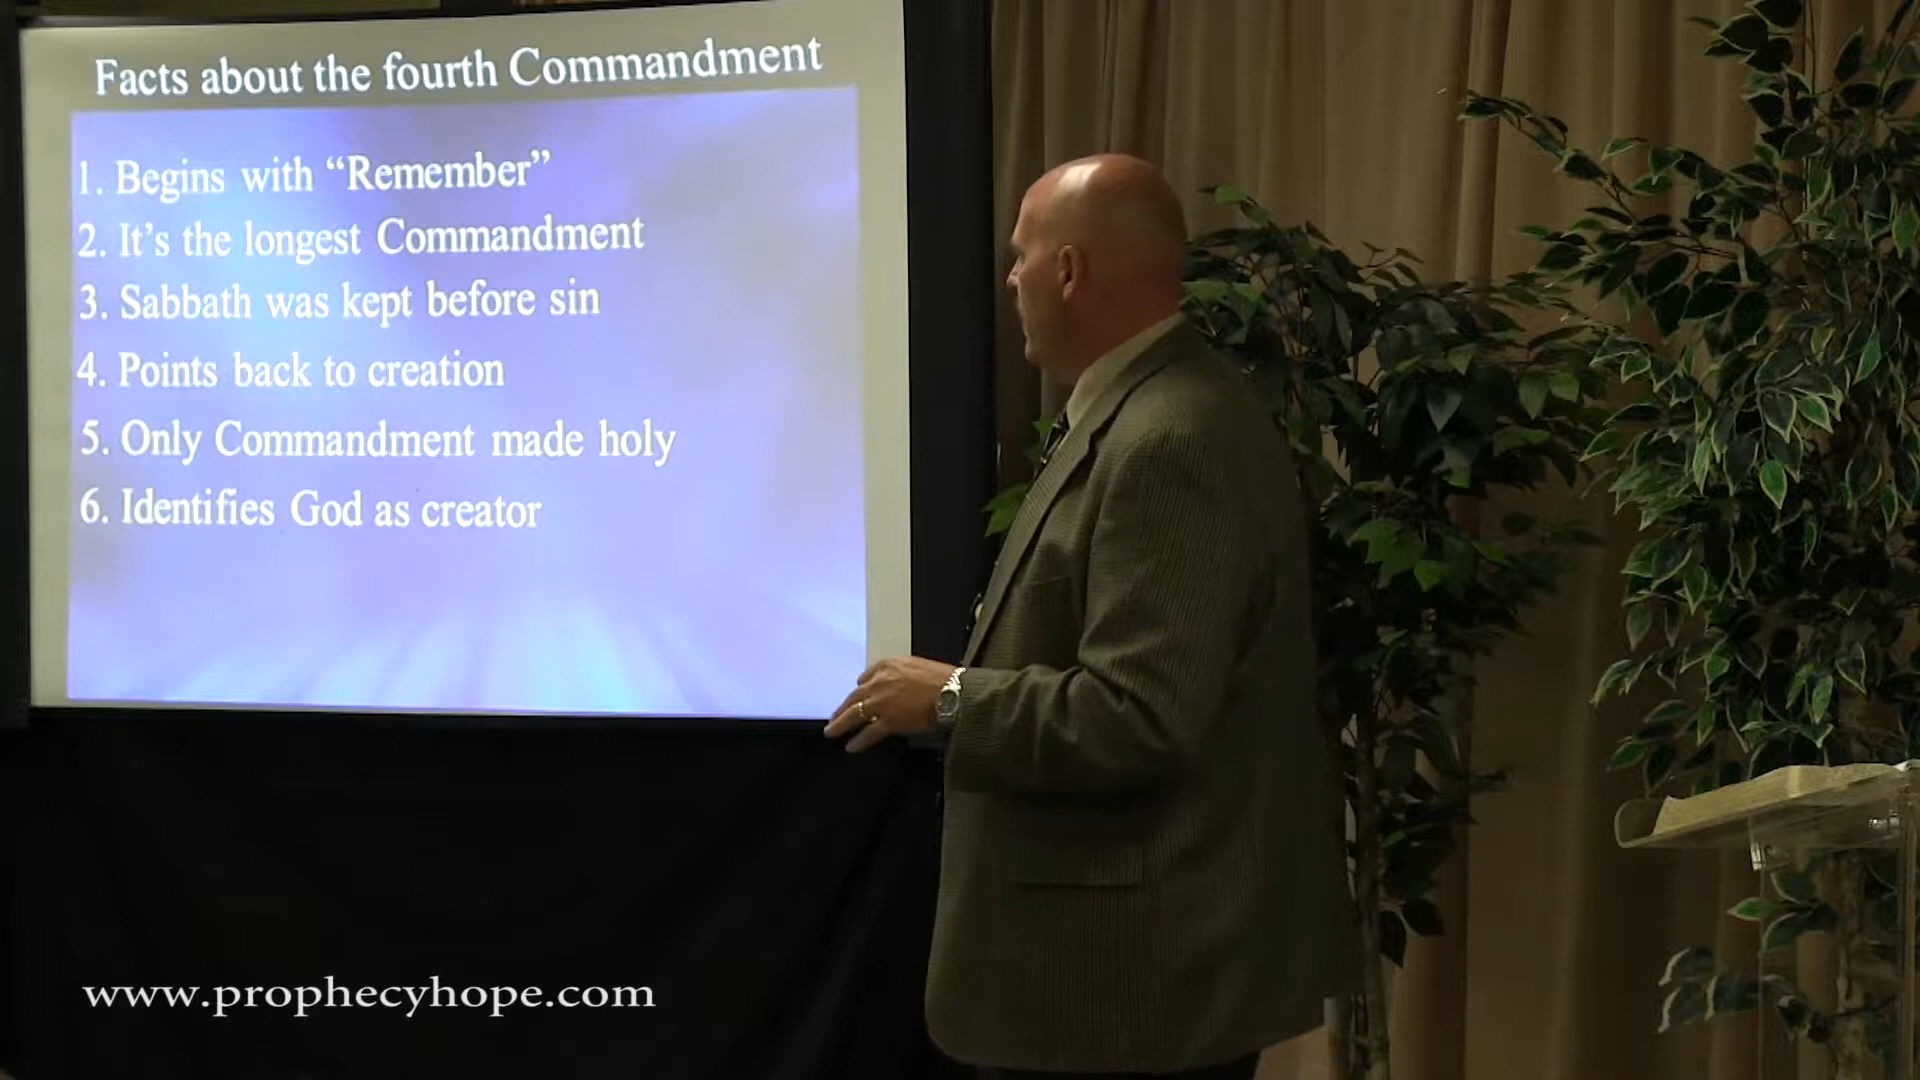 Facts about the fourth Commandment
1. Begins with “Remember”
2. It’s the longest Commandment
3. Sabbath was kept before sin
4. Points back to creation
5. Only Commandment made holy
6. Identifies God as creator
www.prophecyhope.com